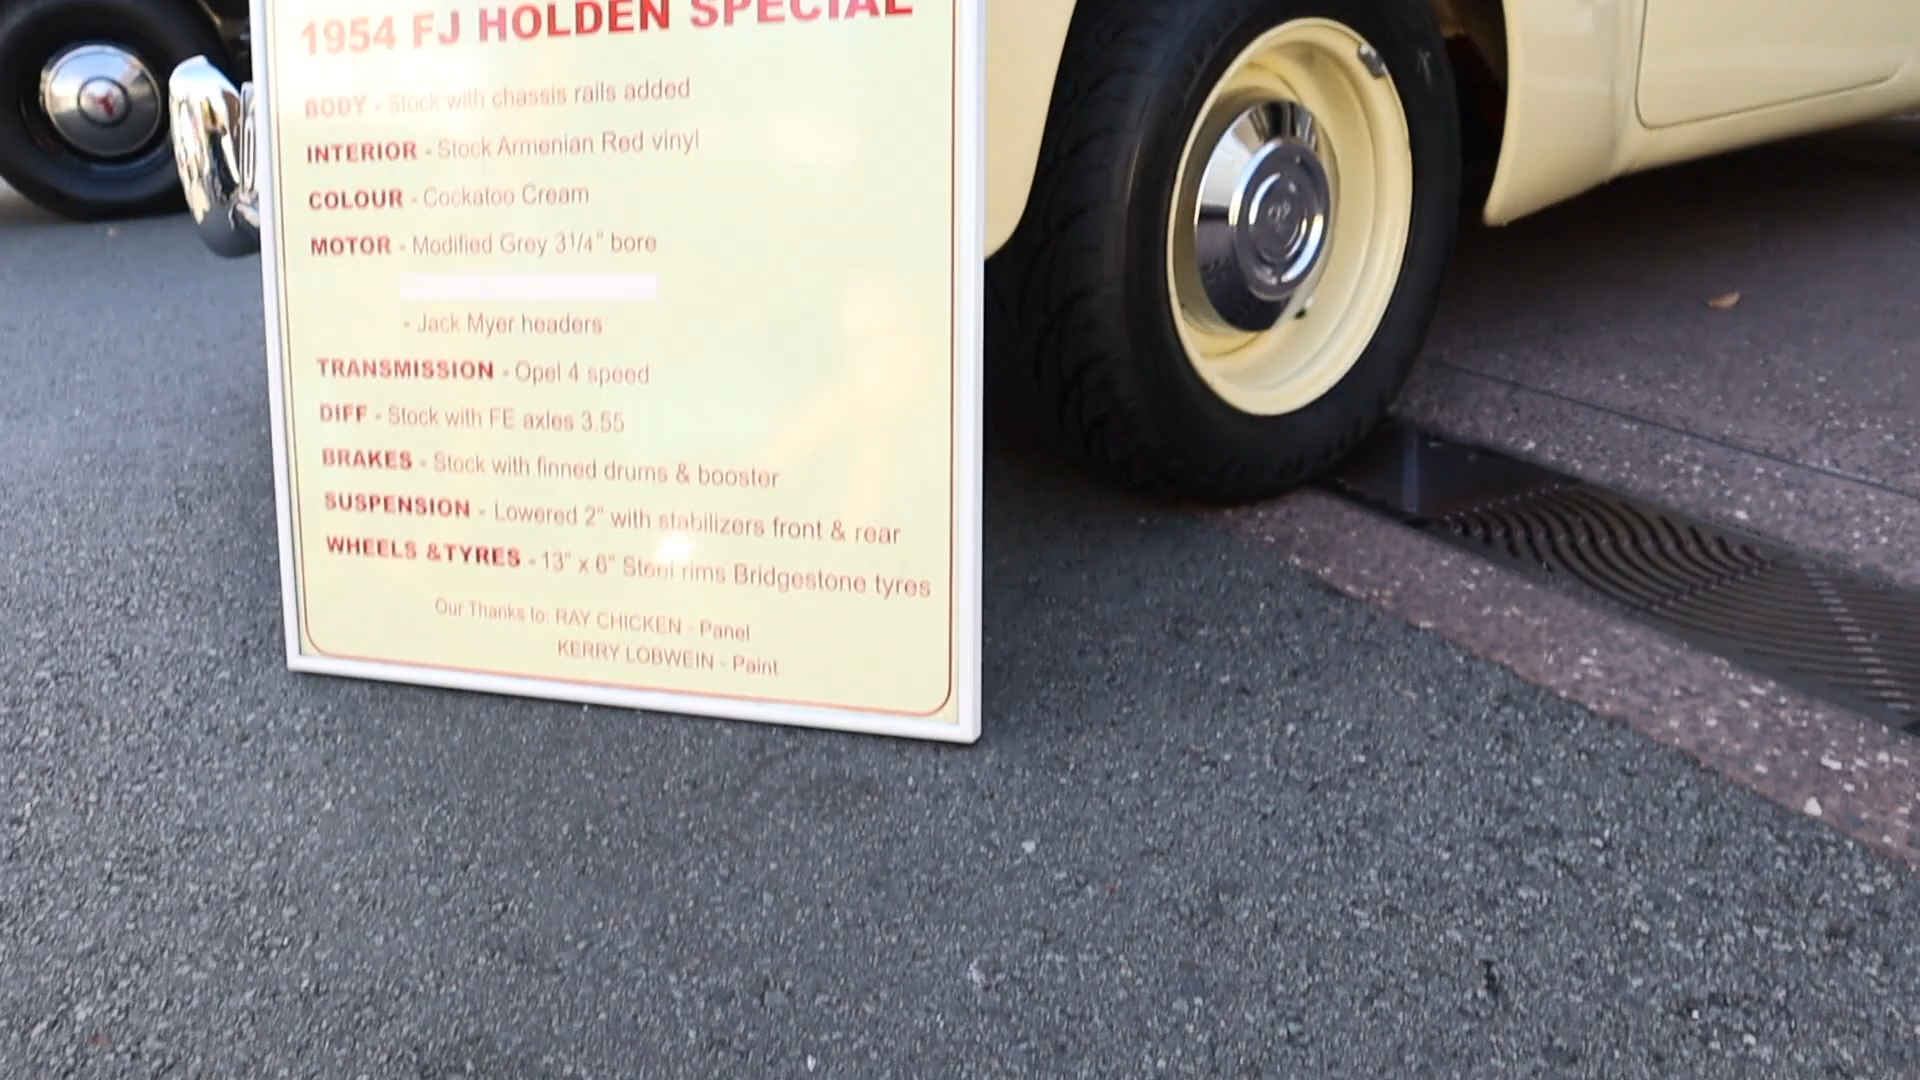 1954 FJ HOLDEN SPECIAL
BODY - Stock with chassis rails added
INTERIOR - Stock Armenian Red vinyl
COLOUR - Cockatoo Cream
MOTOR - Modified Grey 3 1/4" bore
- Jack Myer headers
TRANSMISSION - Opel 4 speed
DIFF - Stock with FE axles 3.55
BRAKES - Stock with finned drums & booster
SUSPENSION - Lowered 2" with stabilizers front & rear
WHEELS &TYRES - 13" x 6" Steel rims Bridgestone tyres
Our Thanks to: RAY CHICKEN - Panel
KERRY LOBWEIN - Paint